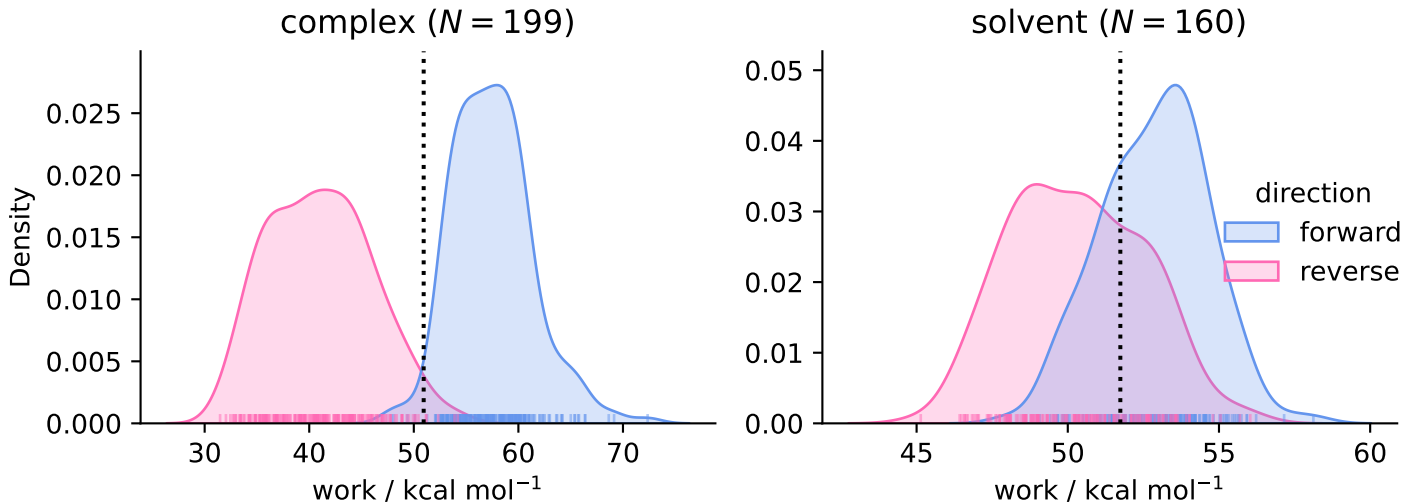 complex (N = 199)
Density
0.025
0.020
0.015
0.010
0.005
0.000
30 40 50 60 70
work / kcal mol⁻¹
solvent (N = 160)
0.05
0.04
0.03
0.02
0.01
0.00
45 50 55 60
work / kcal mol⁻¹
direction
forward
reverse